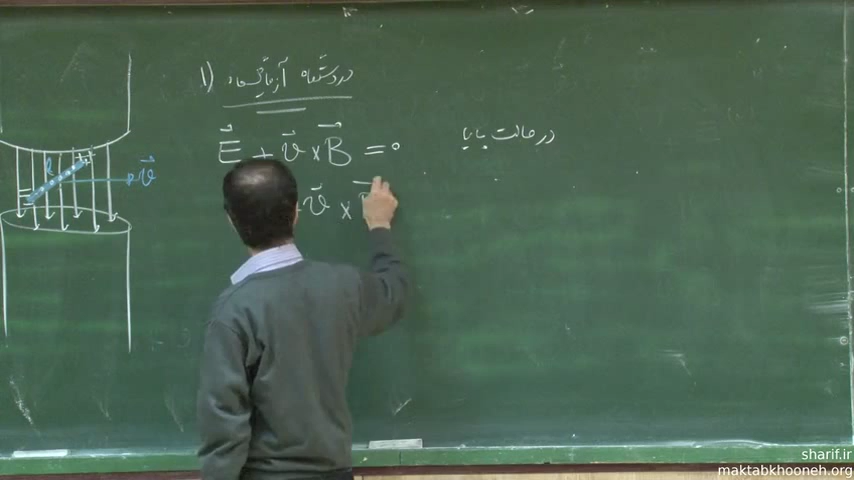 ۱) در دستگاه آزمایشگاه
E⃗ + v⃗ × B⃗ = ۰
در حالت پایا
v⃗ ×
l
v⃗
sharif.ir
maktabkhooneh.org